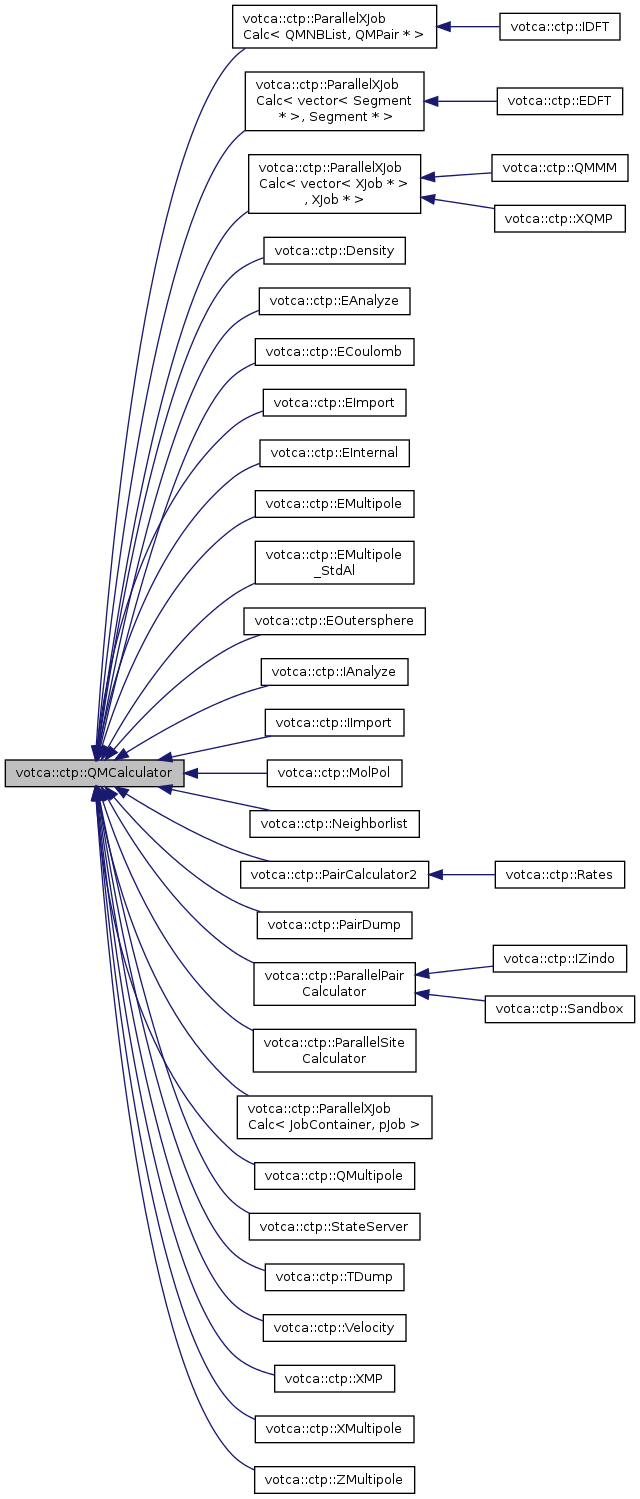 votca::ctp::ParallelXJob
Calc< QMNBList, QMPair * >
votca::ctp::IDFT
votca::ctp::ParallelXJob
Calc< vector< Segment
* >, Segment * >
votca::ctp::EDFT
votca::ctp::ParallelXJob
Calc< vector< XJob * >
, XJob * >
votca::ctp::QMMM
votca::ctp::XQMP
votca::ctp::Density
votca::ctp::EAnalyze
votca::ctp::ECoulomb
votca::ctp::EImport
votca::ctp::EInternal
votca::ctp::EMultipole
votca::ctp::EMultipole
_StdAl
votca::ctp::EOutersphere
votca::ctp::IAnalyze
votca::ctp::IImport
votca::ctp::QMCalculator
votca::ctp::MolPol
votca::ctp::Neighborlist
votca::ctp::PairCalculator2
votca::ctp::Rates
votca::ctp::PairDump
votca::ctp::ParallelPair
Calculator
votca::ctp::IZindo
votca::ctp::Sandbox
votca::ctp::ParallelSite
Calculator
votca::ctp::ParallelXJob
Calc< JobContainer, pJob >
votca::ctp::QMultipole
votca::ctp::StateServer
votca::ctp::TDump
votca::ctp::Velocity
votca::ctp::XMP
votca::ctp::XMultipole
votca::ctp::ZMultipole